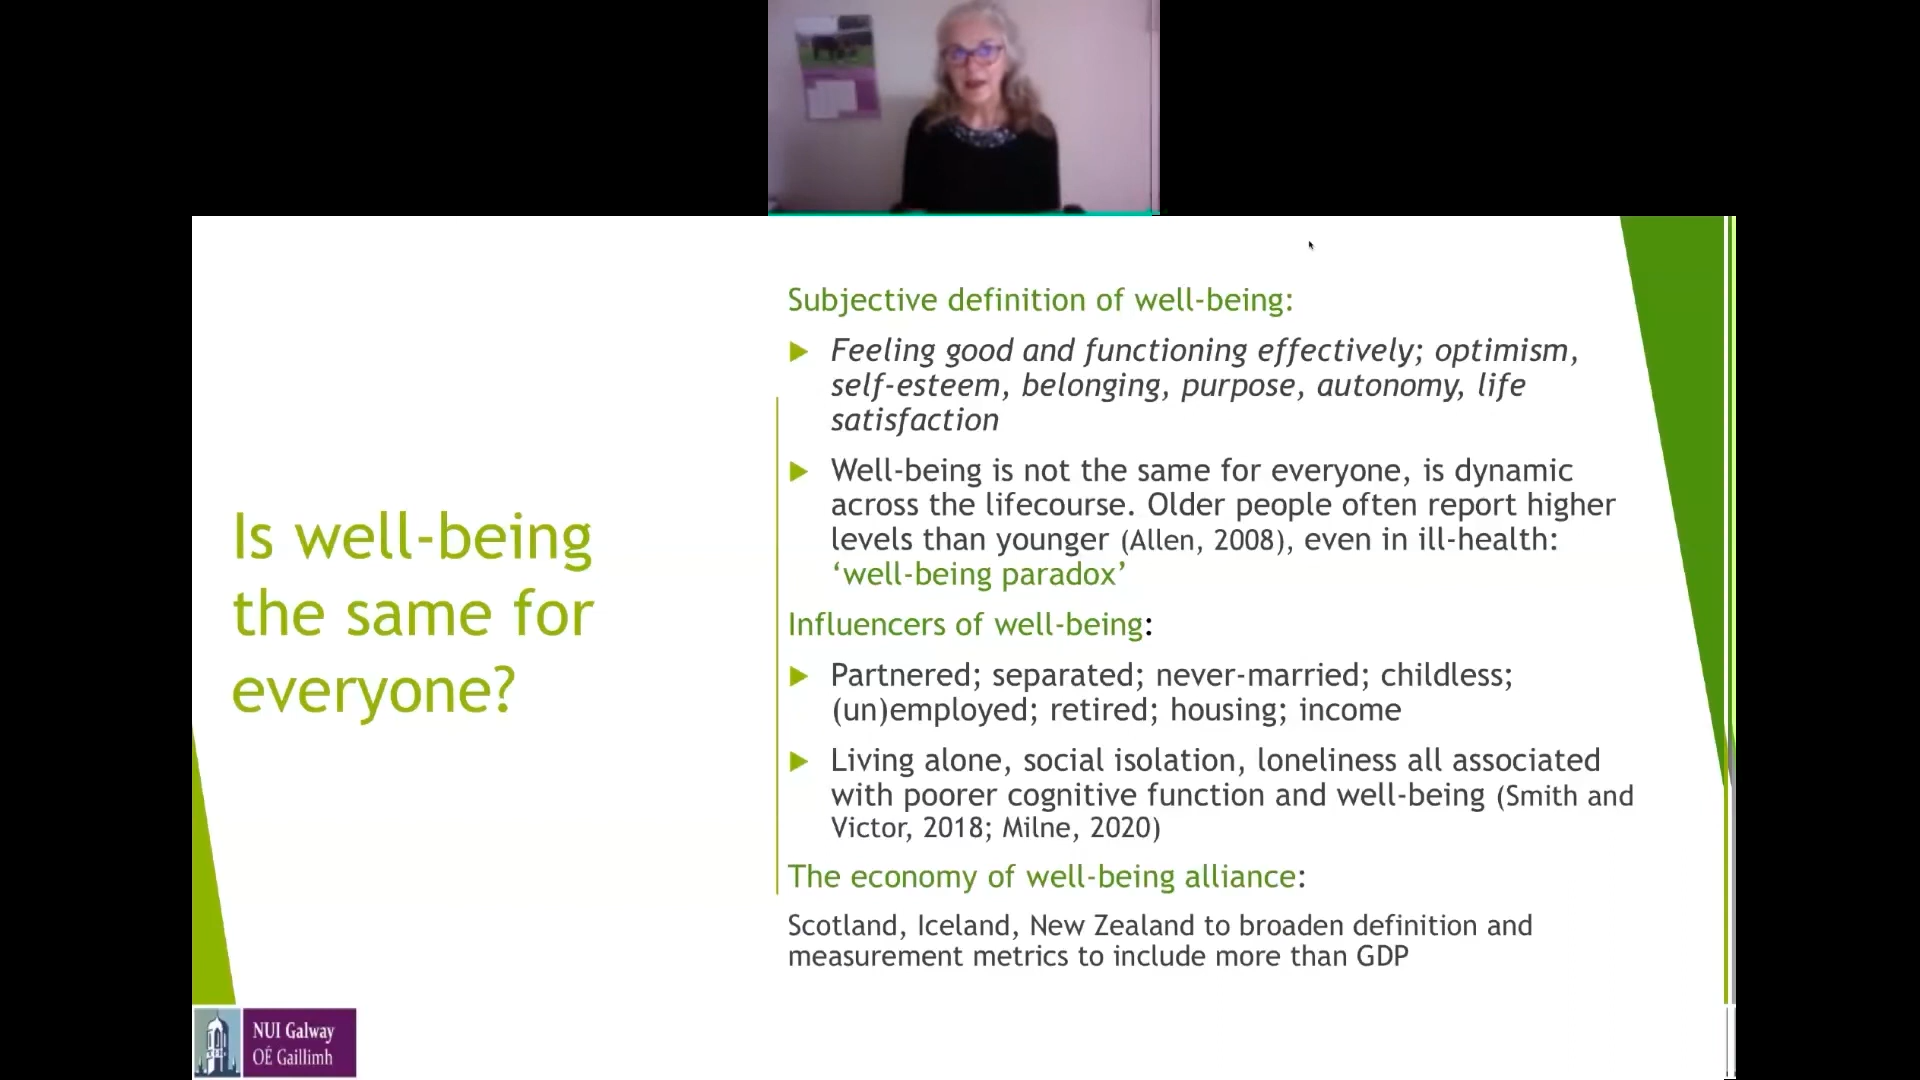 Is well-being
the same for
everyone?
Subjective definition of well-being:
Feeling good and functioning effectively; optimism,
self-esteem, belonging, purpose, autonomy, life
satisfaction
Well-being is not the same for everyone, is dynamic
across the lifecourse. Older people often report higher
levels than younger (Allen, 2008), even in ill-health:
‘well-being paradox’
Influencers of well-being:
Partnered; separated; never-married; childless;
(un)employed; retired; housing; income
Living alone, social isolation, loneliness all associated
with poorer cognitive function and well-being (Smith and
Victor, 2018; Milne, 2020)
The economy of well-being alliance:
Scotland, Iceland, New Zealand to broaden definition and
measurement metrics to include more than GDP
NUI Galway
OÉ Gaillimh